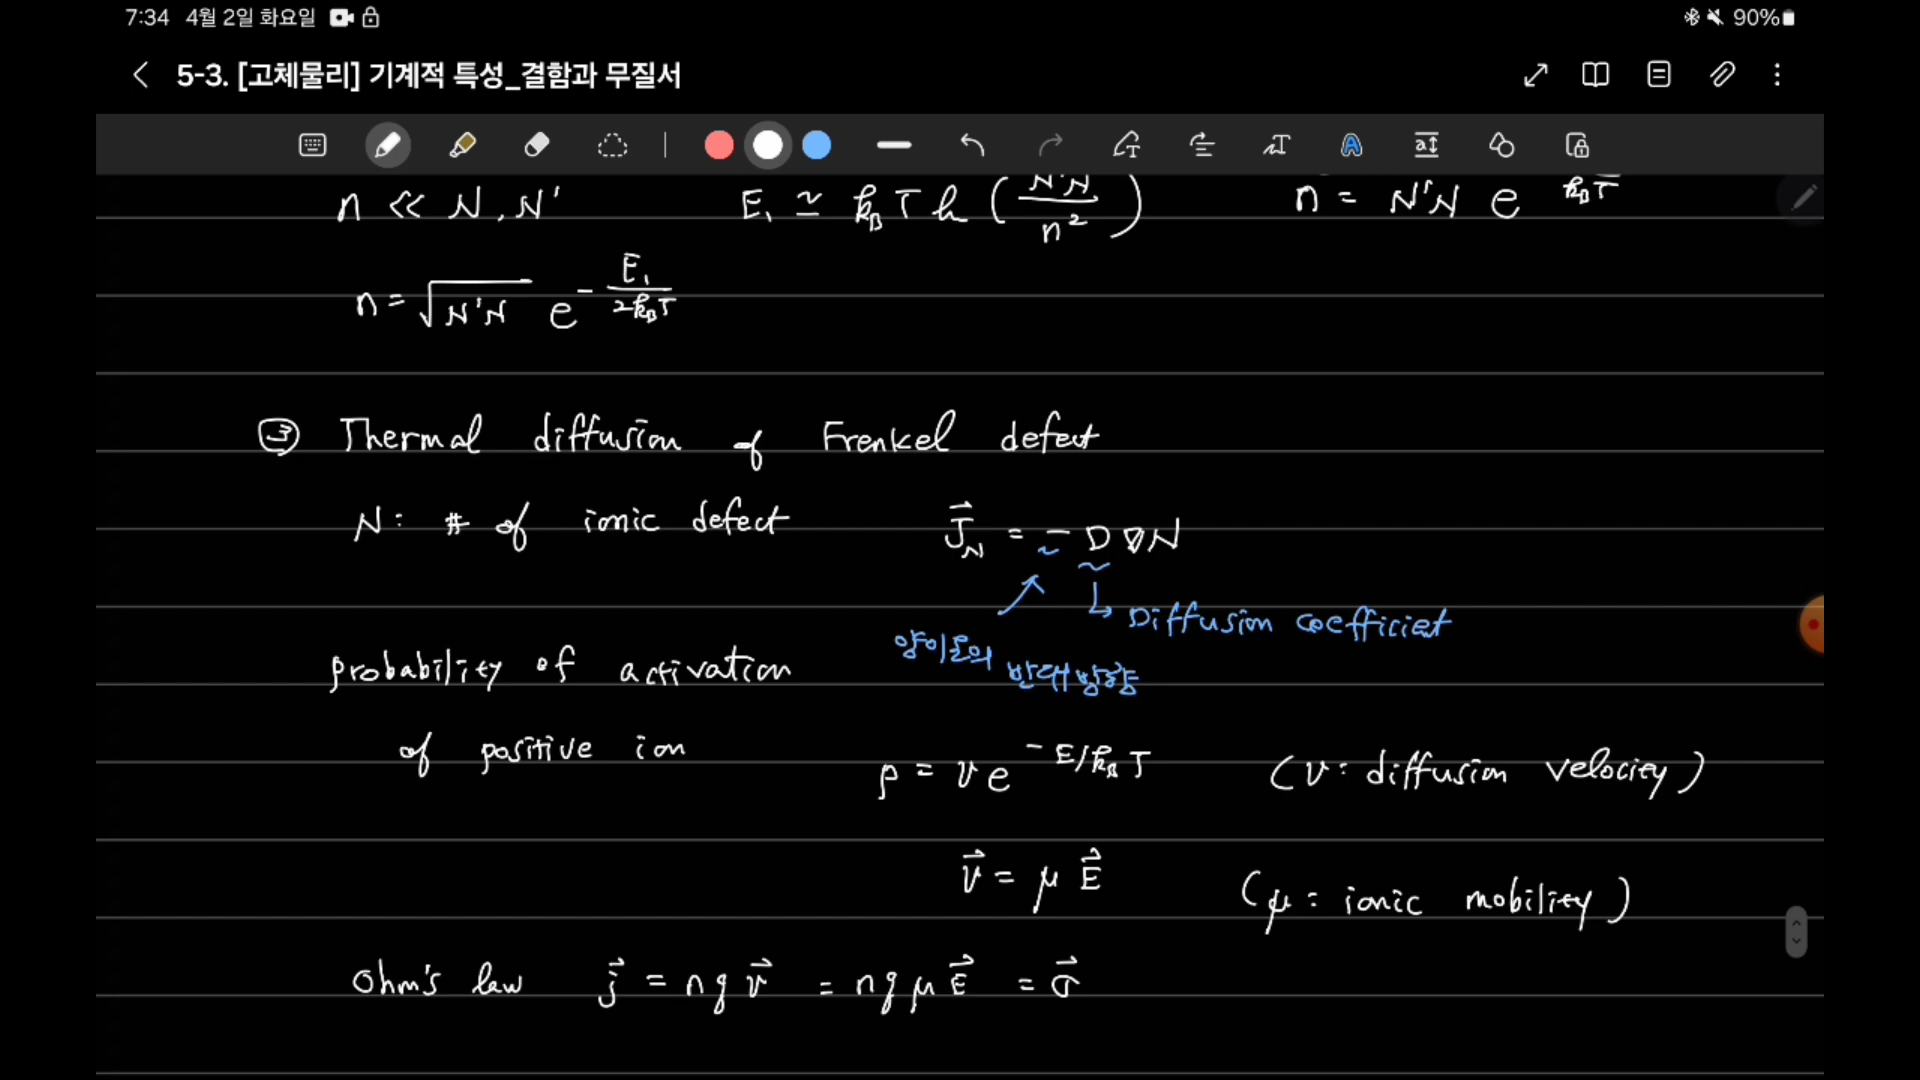 7:34 4월 2일 화요일
90%
5-3. [고체물리] 기계적 특성_결함과 무질서
n << N, N' E₁ ≃ k_B T ln (N'N / n²) n² = N'N e k_BT
n = √(N'N) e^(-E₁ / 2k_BT)
③ Thermal diffusion of Frenkel defect
N: # of ionic defect J⃗_N = - D ∇N
Diffusion coefficient
양이온의 반대방향
probability of activation
of positive ion p = ν e^(-E/k_B T) (ν: diffusion velocity)
v⃗ = μ E⃗ (μ: ionic mobility)
Ohm's law j⃗ = n q v⃗ = n q μ E⃗ = σ⃗